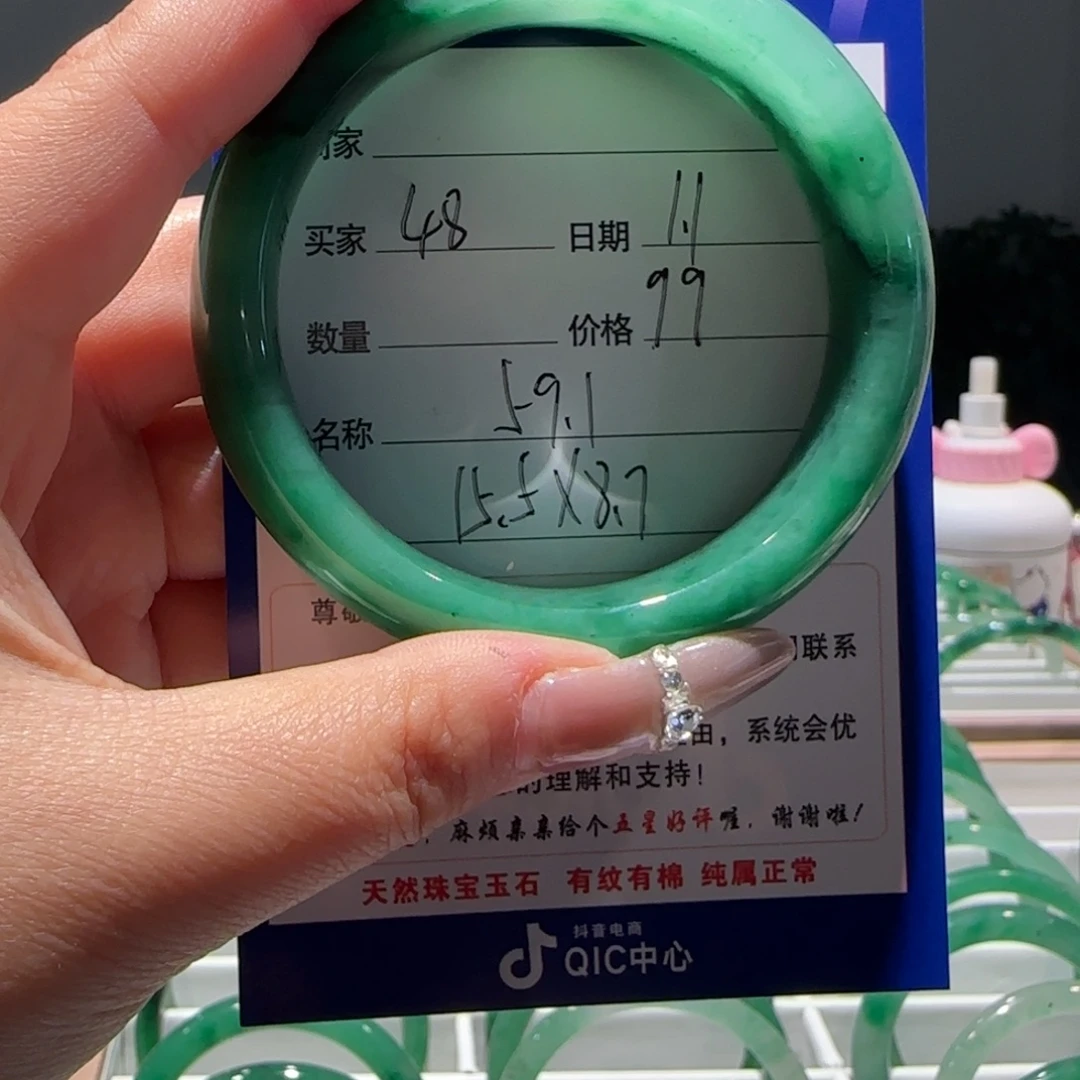 家
买家 48 日期 1.1
数量 价格 99
名称 59.1
15.5X8.7
尊敬
联系
由，系统会优
的理解和支持！
麻烦亲亲给个五星好评喔，谢谢啦！
天然珠宝玉石 有纹有棉 纯属正常
抖音电商
QIC中心